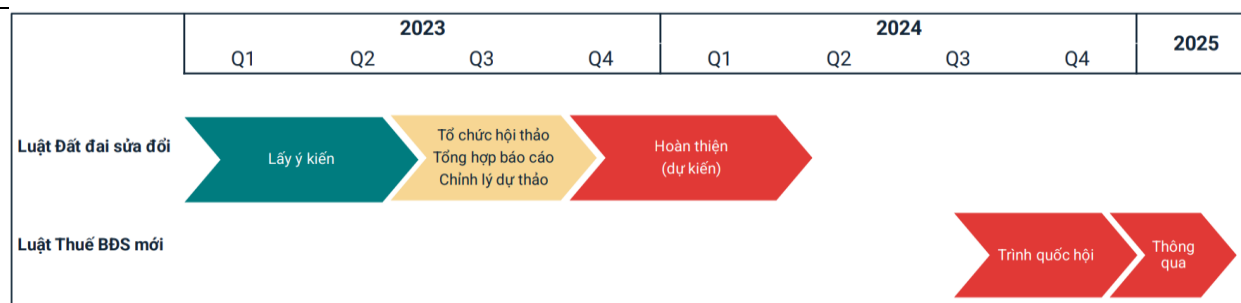 2023
2024
2025
Q1
Q2
Q3
Q4
Q1
Q2
Q3
Q4
Luật Đất đai sửa đổi
Lấy ý kiến
Tổ chức hội thảo
Tổng hợp báo cáo
Chỉnh lý dự thảo
Hoàn thiện
(dự kiến)
Luật Thuế BĐS mới
Trình quốc hội
Thông
qua